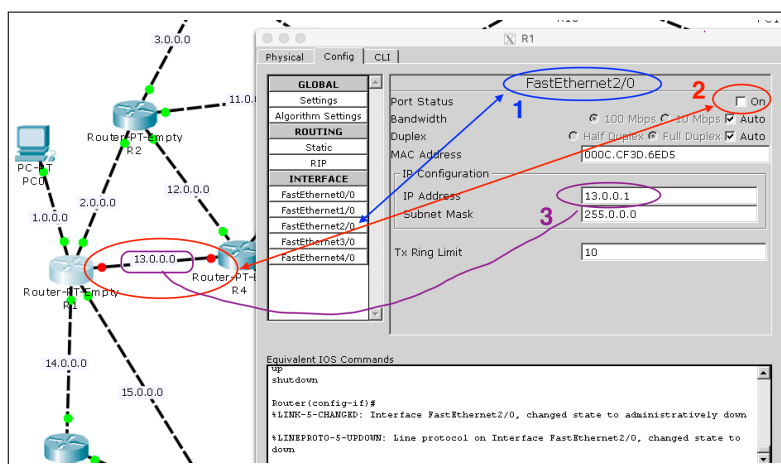 3.0.0.0
11.0
Router-PT-Empty
R2
PC-PT
PC0
12.0.0.0
2.0.0.0
1.0.0.0
13.0.0.0
Router-PT-Empty
R1
R4
14.0.0.0
15.0.0.0
R1
Physical Config CLI
GLOBAL
Settings
Algorithm Settings
ROUTING
Static
RIP
INTERFACE
FastEthernet0/0
FastEthernet1/0
FastEthernet2/0
FastEthernet3/0
FastEthernet4/0
FastEthernet2/0
1
2
3
Port Status On
Bandwidth 100 Mbps 10 Mbps Auto
Duplex Half Duplex Full Duplex Auto
MAC Address 000C.CF3D.6ED5
IP Configuration
IP Address 13.0.0.1
Subnet Mask 255.0.0.0
Tx Ring Limit 10
Equivalent IOS Commands
up
shutdown
Router(config-if)#
%LINK-5-CHANGED: Interface FastEthernet2/0, changed state to administratively down
%LINEPROTO-5-UPDOWN: Line protocol on Interface FastEthernet2/0, changed state to
down